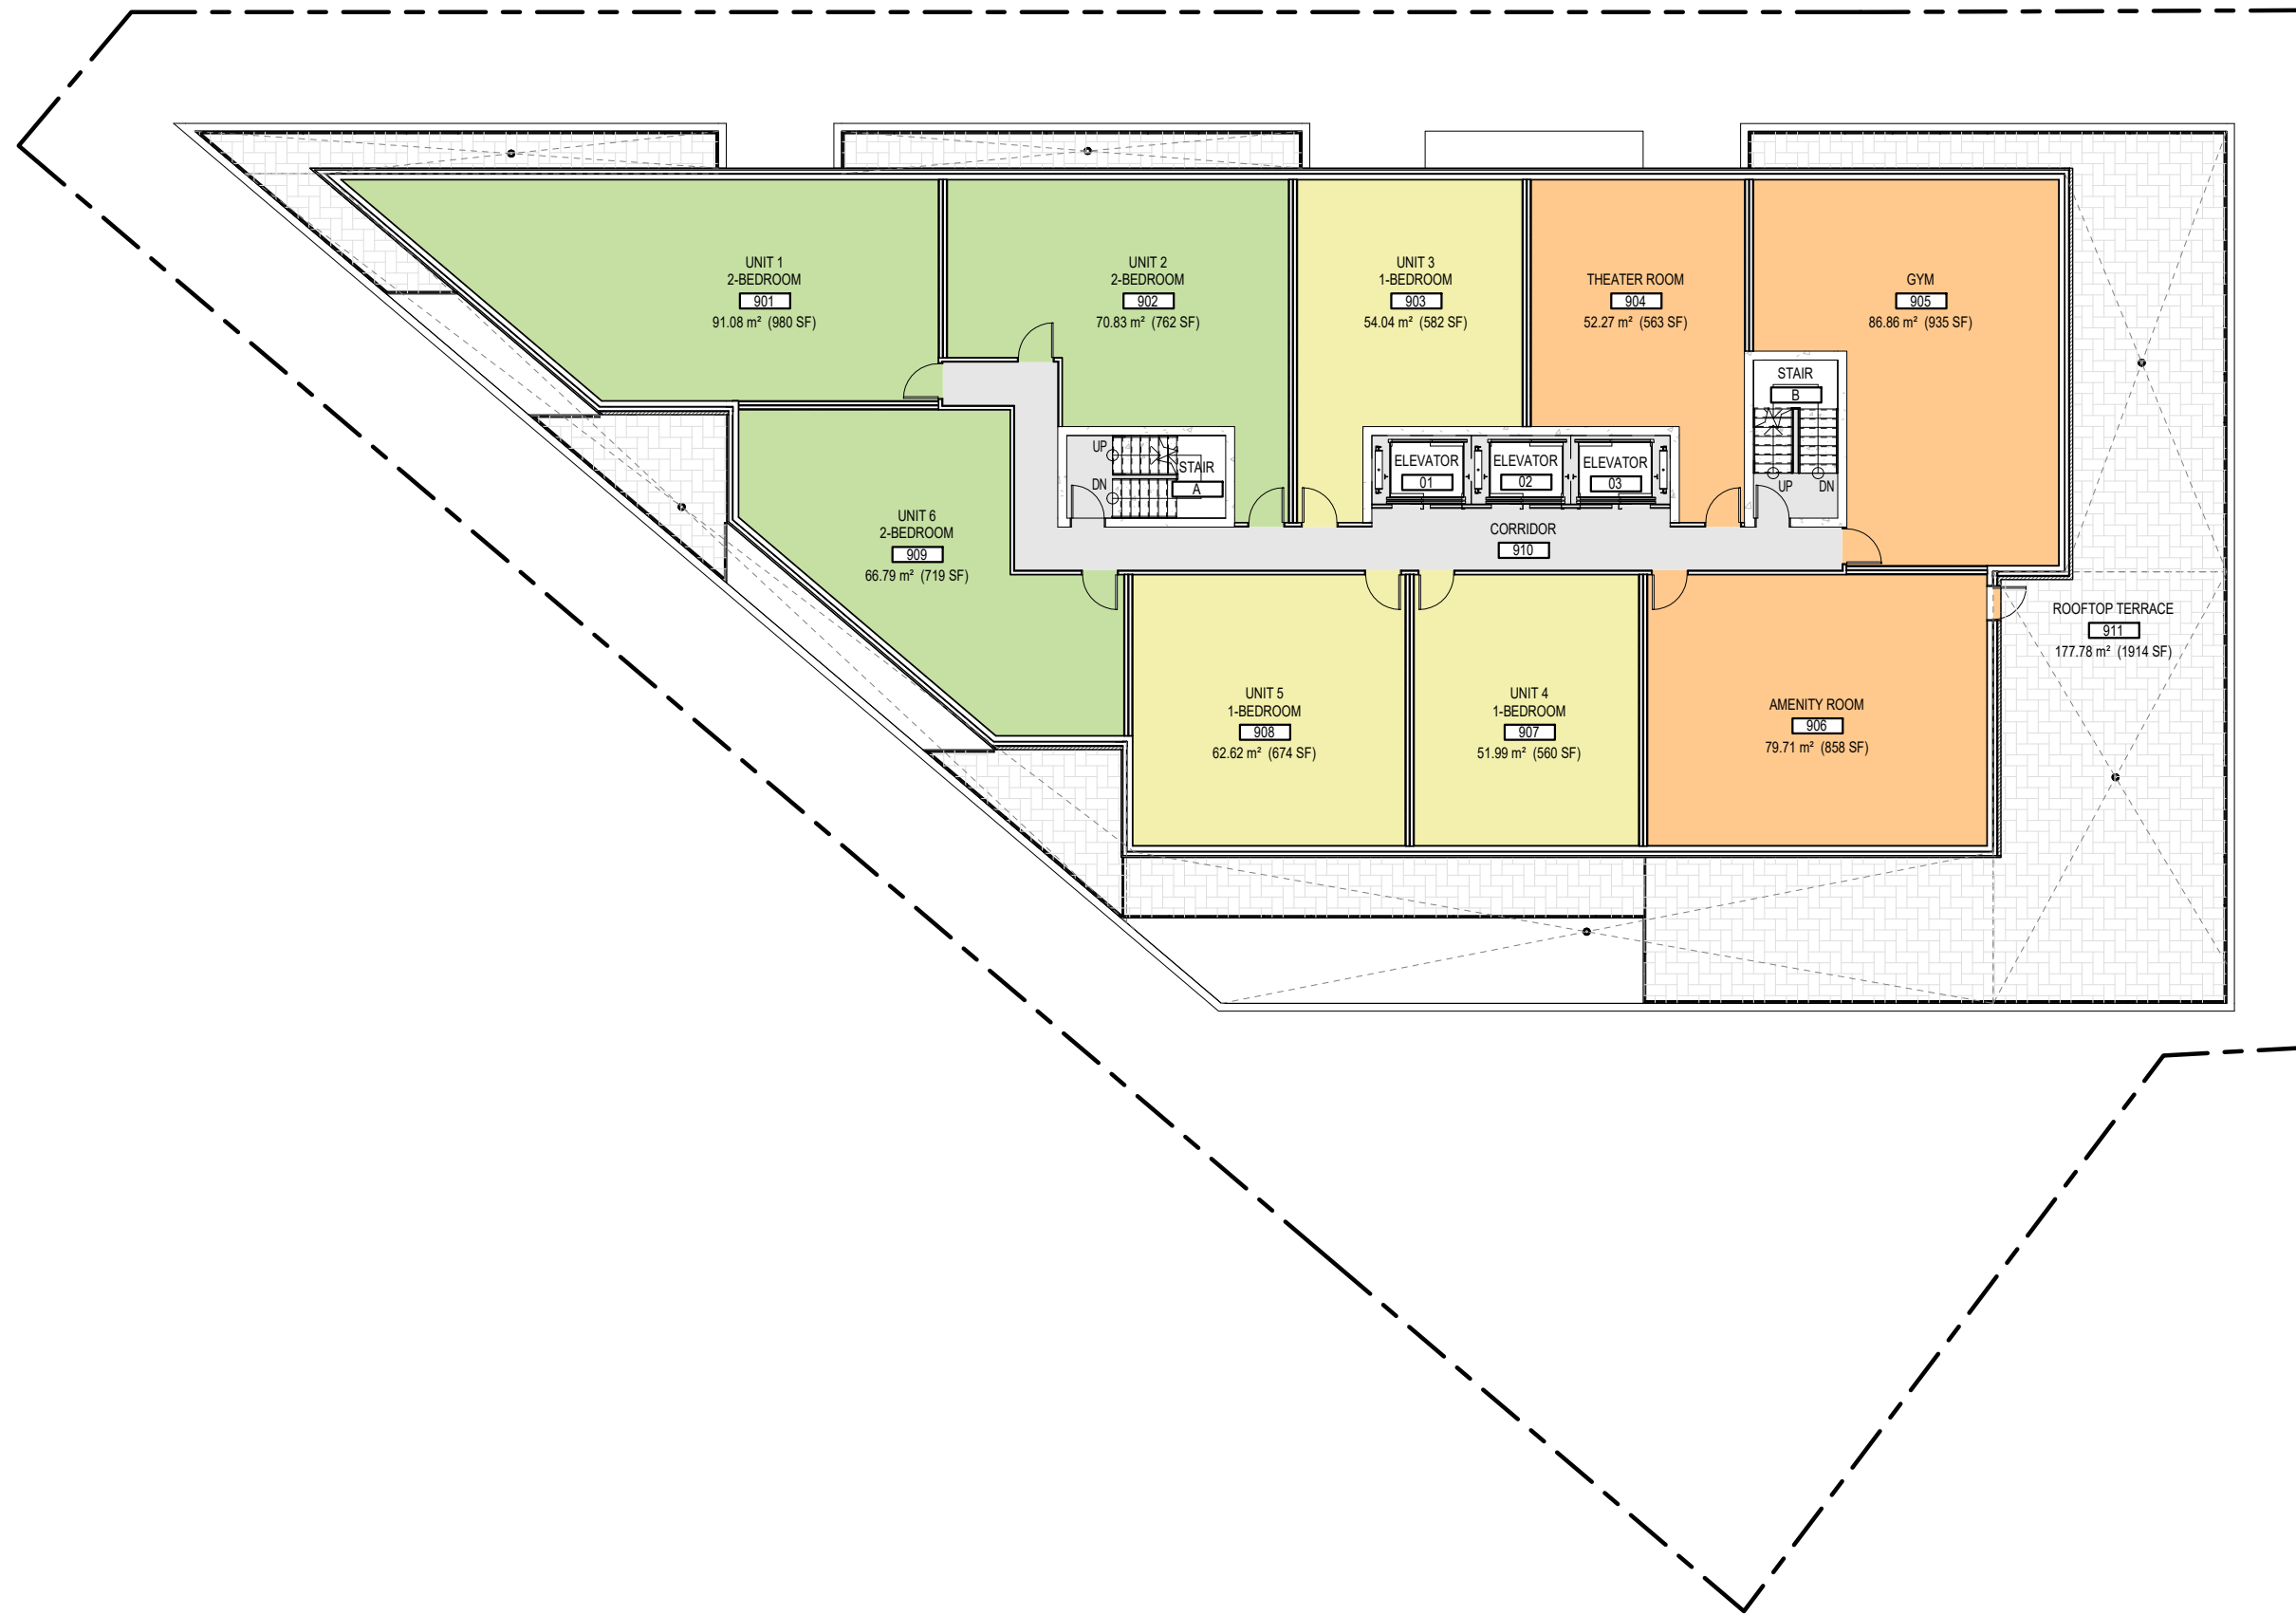 UNIT 1
2-BEDROOM
901
91.08 m² (980 SF)
UNIT 2
2-BEDROOM
902
70.83 m² (762 SF)
UNIT 3
1-BEDROOM
903
54.04 m² (582 SF)
THEATER ROOM
904
52.27 m² (563 SF)
GYM
905
86.86 m² (935 SF)
STAIR
B
UP
DN
UP
DN
STAIR
A
ELEVATOR
01
ELEVATOR
02
ELEVATOR
03
CORRIDOR
910
UNIT 6
2-BEDROOM
909
66.79 m² (719 SF)
ROOFTOP TERRACE
911
177.78 m² (1914 SF)
UNIT 5
1-BEDROOM
908
62.62 m² (674 SF)
UNIT 4
1-BEDROOM
907
51.99 m² (560 SF)
AMENITY ROOM
906
79.71 m² (858 SF)